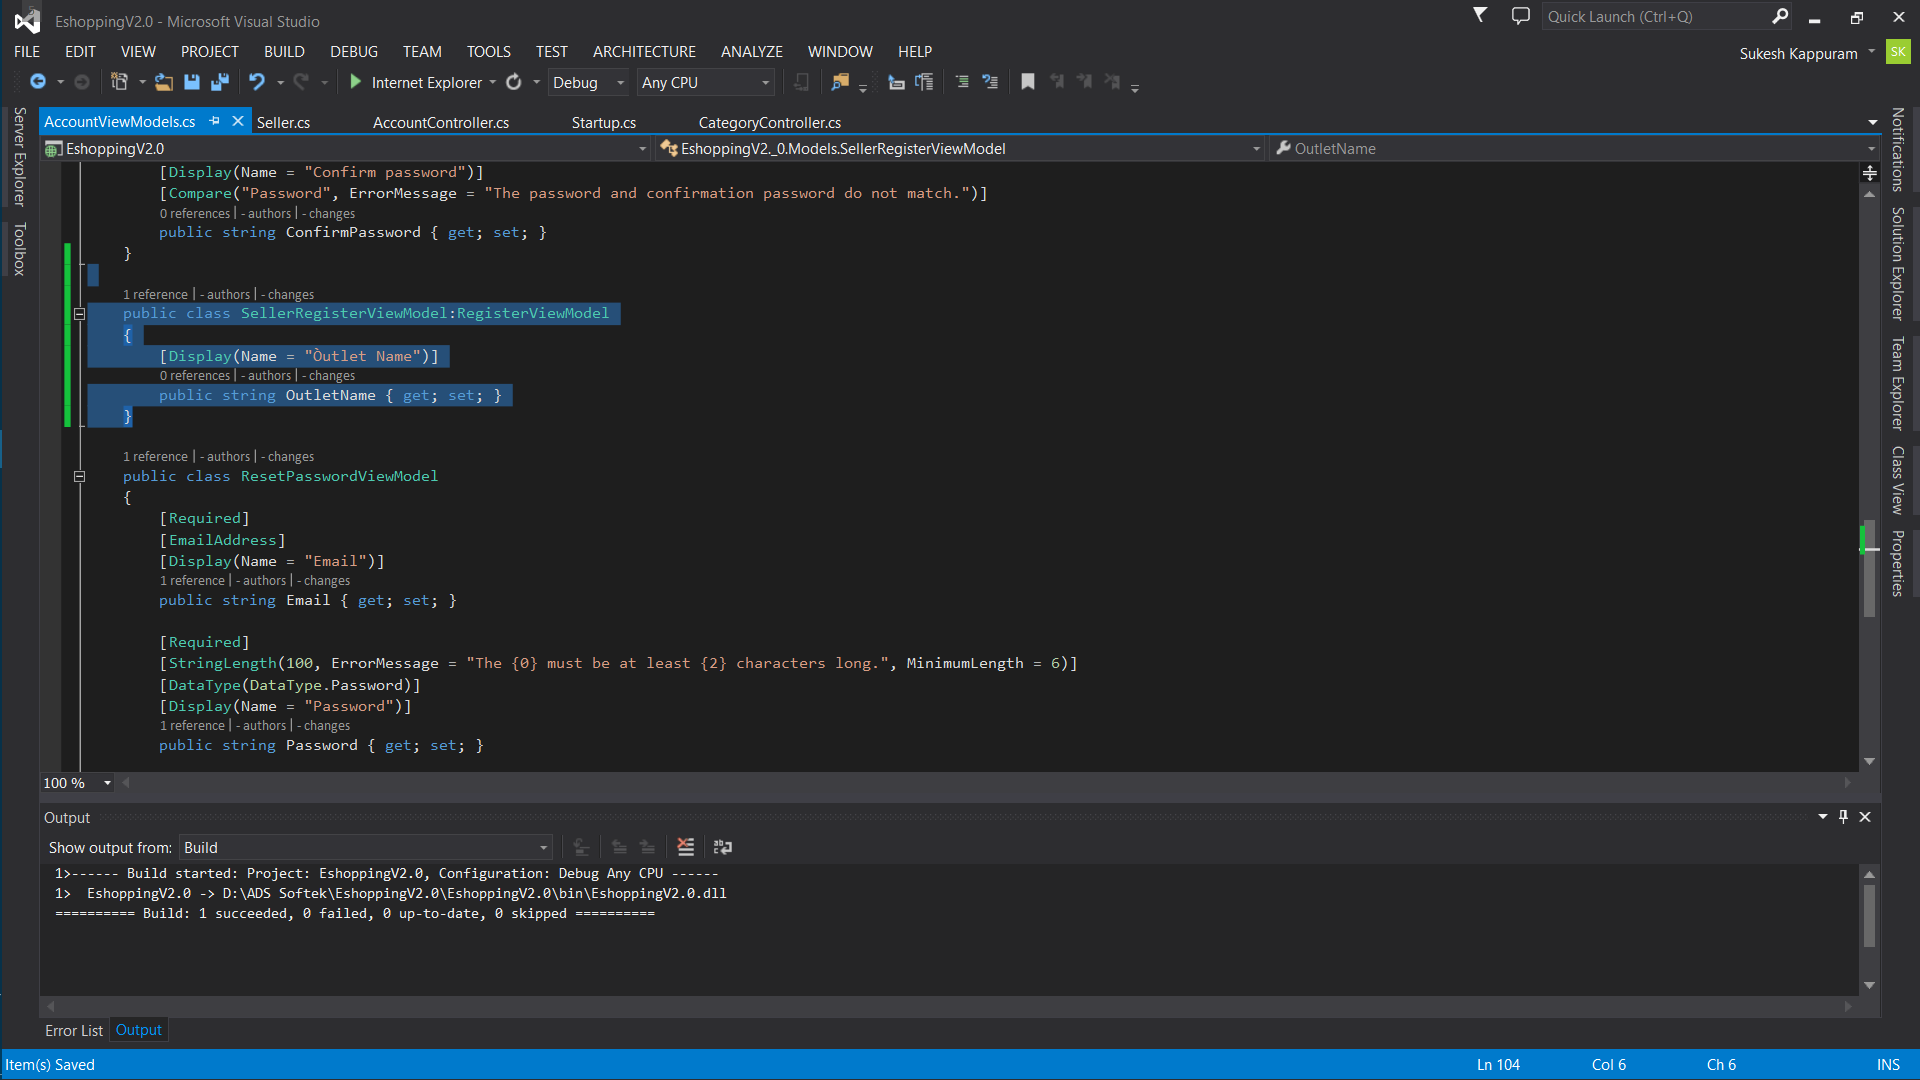 EshoppingV2.0 - Microsoft Visual Studio
Quick Launch (Ctrl+Q)
FILE EDIT VIEW PROJECT BUILD DEBUG TEAM TOOLS TEST ARCHITECTURE ANALYZE WINDOW HELP
Sukesh Kappuram SK
Internet Explorer Debug Any CPU
Server Explorer
Toolbox
AccountViewModels.cs Seller.cs AccountController.cs Startup.cs CategoryController.cs
EshoppingV2.0 EshoppingV2._0.Models.SellerRegisterViewModel OutletName
[Display(Name = "Confirm password")]
[Compare("Password", ErrorMessage = "The password and confirmation password do not match.")]
0 references | - authors | - changes
public string ConfirmPassword { get; set; }
}
1 reference | - authors | - changes
public class SellerRegisterViewModel:RegisterViewModel
{
[Display(Name = "Òutlet Name")]
0 references | - authors | - changes
public string OutletName { get; set; }
}
1 reference | - authors | - changes
public class ResetPasswordViewModel
{
[Required]
[EmailAddress]
[Display(Name = "Email")]
1 reference | - authors | - changes
public string Email { get; set; }
[Required]
[StringLength(100, ErrorMessage = "The {0} must be at least {2} characters long.", MinimumLength = 6)]
[DataType(DataType.Password)]
[Display(Name = "Password")]
1 reference | - authors | - changes
public string Password { get; set; }
100 %
Notifications
Solution Explorer
Team Explorer
Class View
Properties
Output
Show output from: Build
1>------ Build started: Project: EshoppingV2.0, Configuration: Debug Any CPU ------
1>  EshoppingV2.0 -> D:\ADS Softek\EshoppingV2.0\EshoppingV2.0\bin\EshoppingV2.0.dll
========== Build: 1 succeeded, 0 failed, 0 up-to-date, 0 skipped ==========
Error List Output
Item(s) Saved Ln 104 Col 6 Ch 6 INS